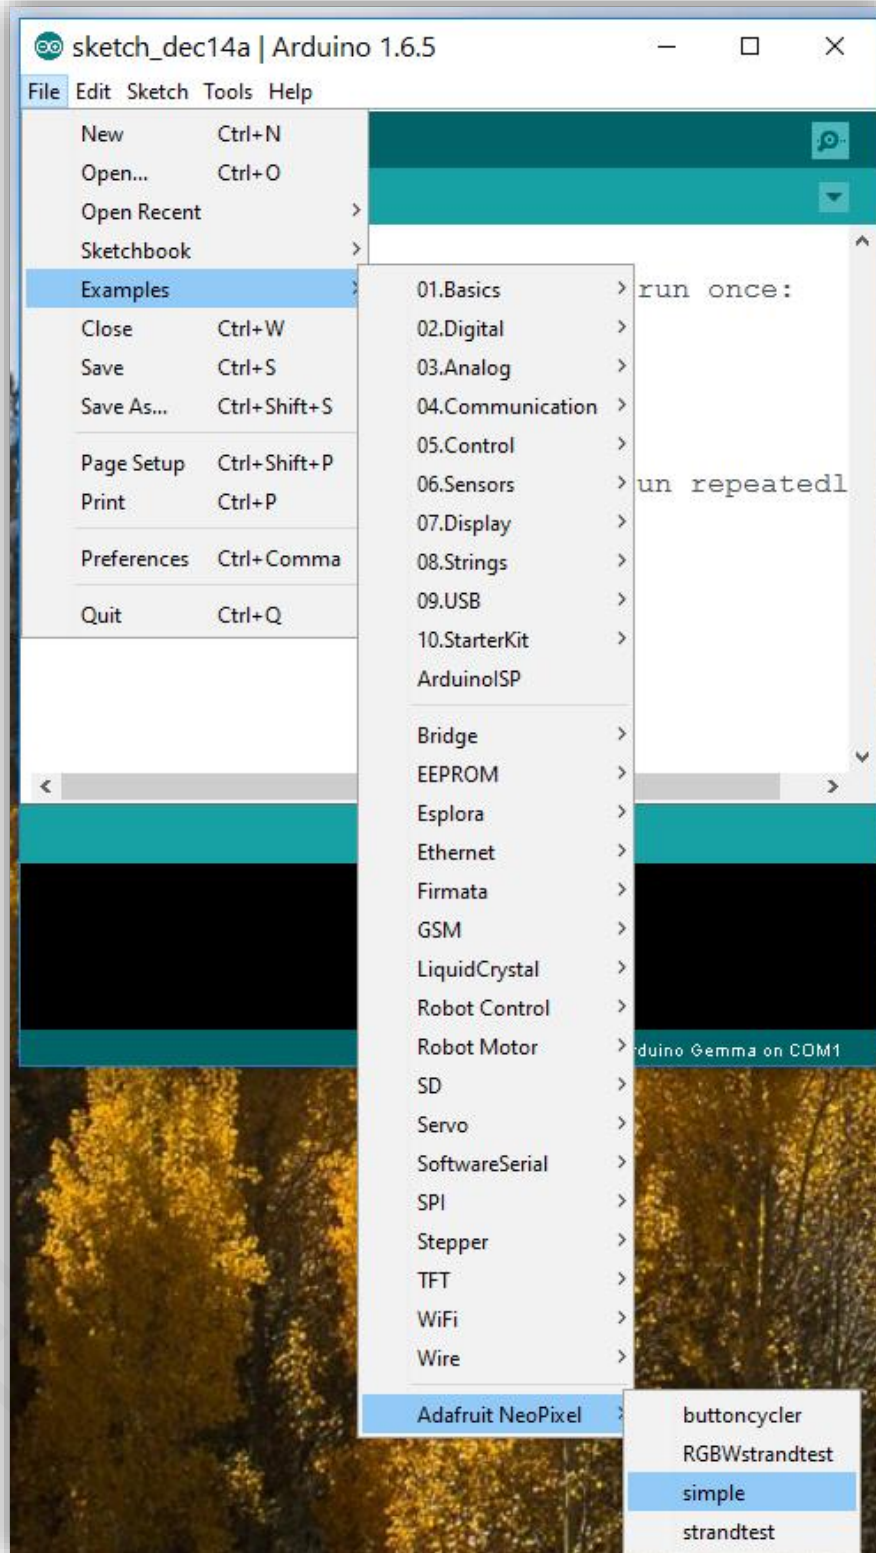 sketch_dec14a | Arduino 1.6.5
File Edit Sketch Tools Help
New Ctrl+N
Open... Ctrl+O
Open Recent
Sketchbook
Examples
Close Ctrl+W
Save Ctrl+S
Save As... Ctrl+Shift+S
Page Setup Ctrl+Shift+P
Print Ctrl+P
Preferences Ctrl+Comma
Quit Ctrl+Q
run once:
un repeatedl
01.Basics
02.Digital
03.Analog
04.Communication
05.Control
06.Sensors
07.Display
08.Strings
09.USB
10.StarterKit
ArduinoISP
Bridge
EEPROM
Esplora
Ethernet
Firmata
GSM
LiquidCrystal
Robot Control
Robot Motor
SD
Servo
SoftwareSerial
SPI
Stepper
TFT
WiFi
Wire
Adafruit NeoPixel
duino Gemma on COM1
buttoncycler
RGBWstrandtest
simple
strandtest